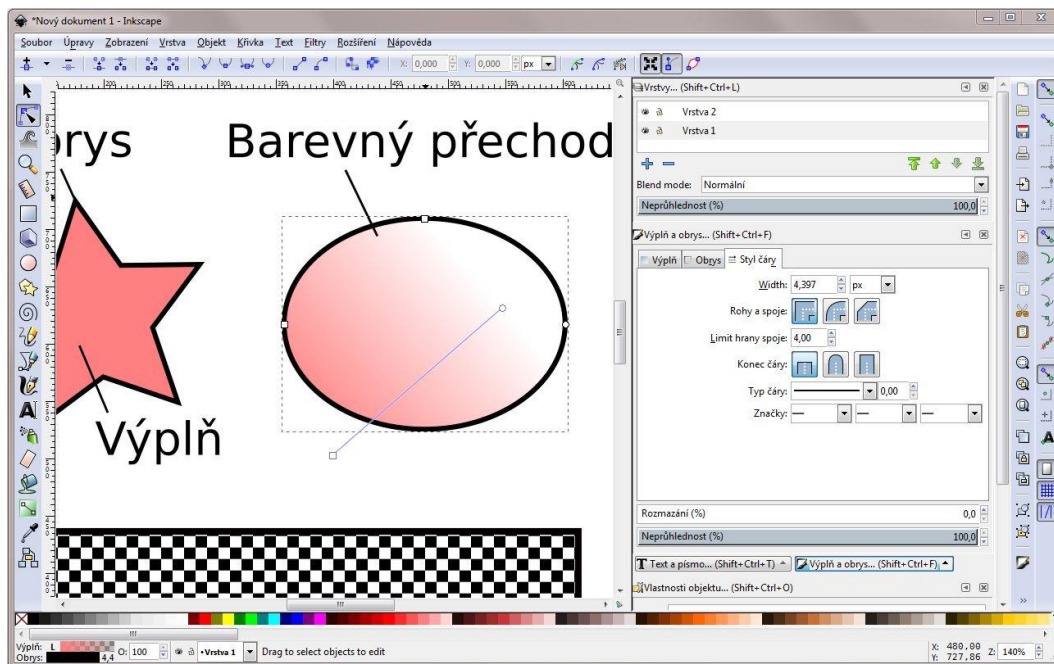 *Nový dokument 1 - Inkscape
Soubor Úpravy Zobrazení Vrstva Objekt Křivka Text Filtry Rozšíření Nápověda
X: 0,000 Y: 0,000 px
Vrstvy... (Shift+Ctrl+L)
Vrstva 2
Vrstva 1
Blend mode: Normální
Neprůhlednost (%) 100,0
Výplň a obrys... (Shift+Ctrl+F)
Výplň Obrys Styl čáry
Width: 4,397 px
Rohy a spoje:
Limit hrany spoje: 4,00
Konec čáry:
Typ čáry: 0,00
Značky:
Rozmazání (%) 0,0
Neprůhlednost (%) 100,0
Text a písmo... (Shift+Ctrl+T) Výplň a obrys... (Shift+Ctrl+F)
Vlastnosti objektu... (Shift+Ctrl+O)
brys
Barevný přechod
Výplň
Výplň: L O: 100 •Vrstva 1 Drag to select objects to edit X: 480,00 Z: 140%
Obrys: 4,4 Y: 727,86